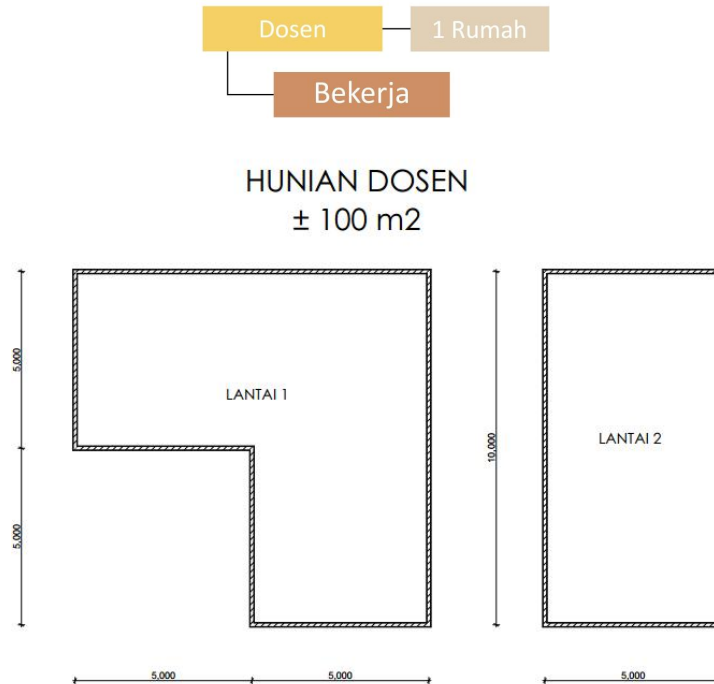 Dosen
1 Rumah
Bekerja
HUNIAN DOSEN
± 100 m2
5,000
5,000
LANTAI 1
5,000
5,000
10,000
LANTAI 2
5,000